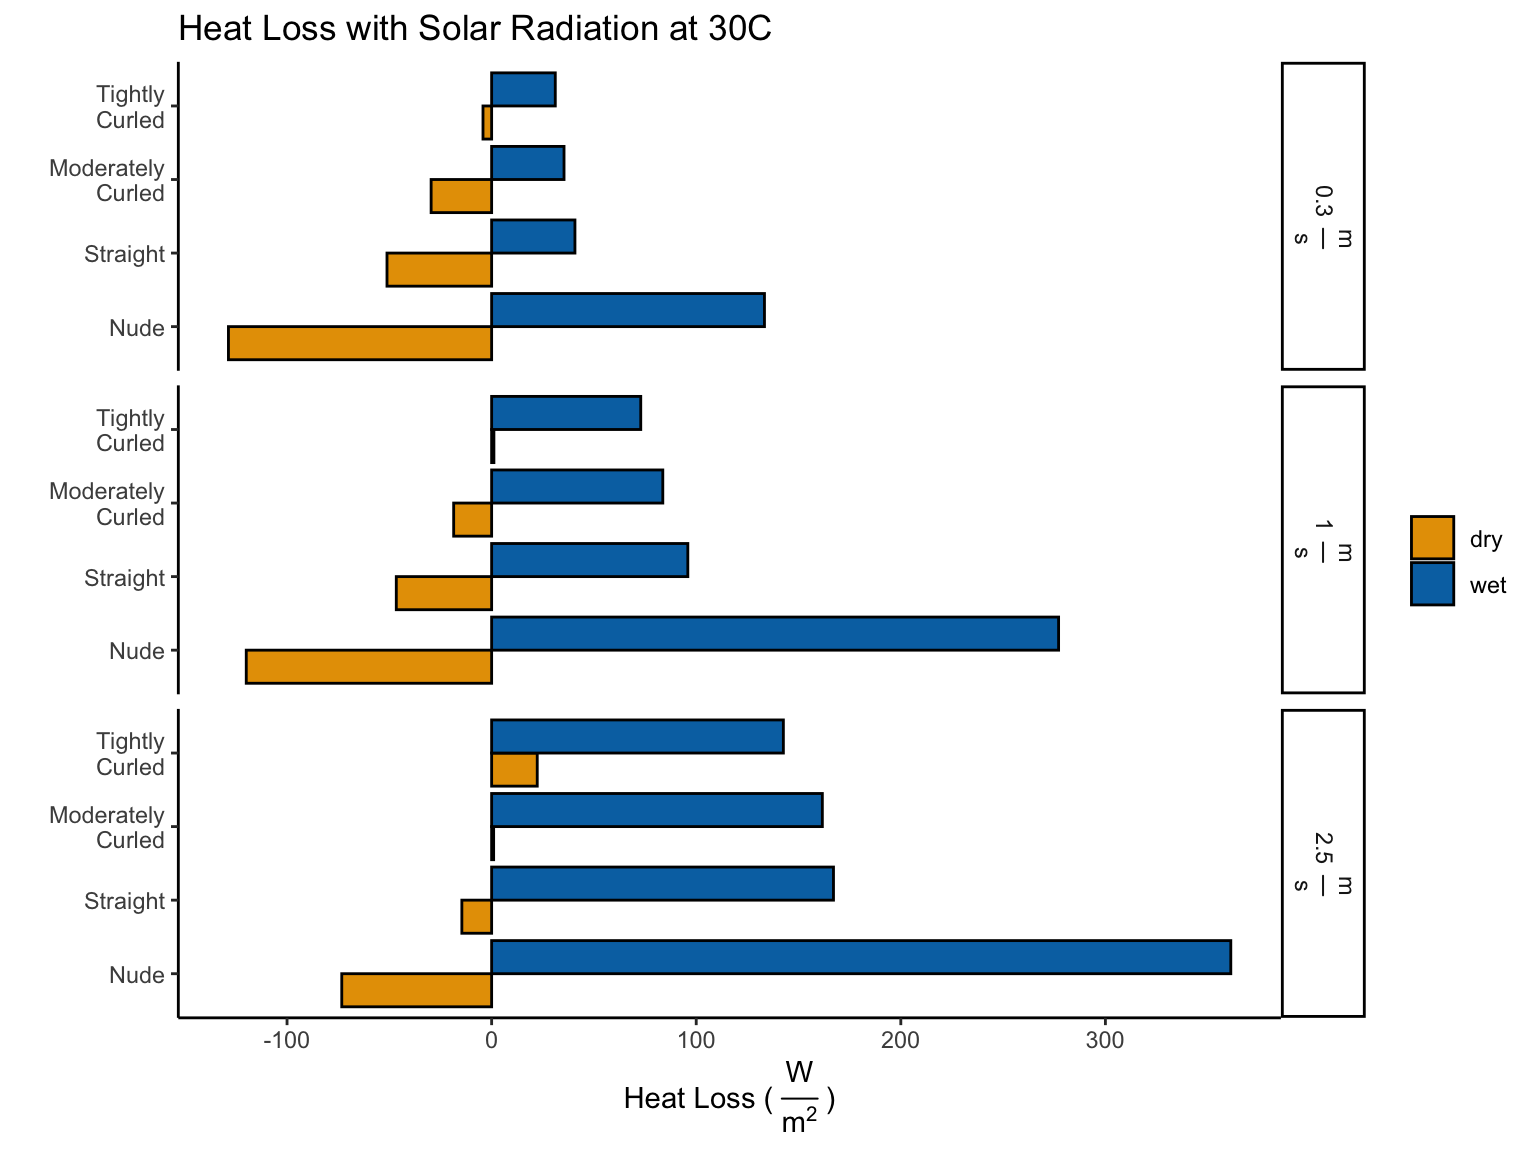 Heat Loss with Solar Radiation at 30C
Tightly
Curled
Moderately
Curled
Straight
Nude
0.3 m
s
Tightly
Curled
Moderately
Curled
Straight
Nude
1 m
s
Tightly
Curled
Moderately
Curled
Straight
Nude
2.5 m
s
dry
wet
-100 0 100 200 300
Heat Loss ( W
m² )